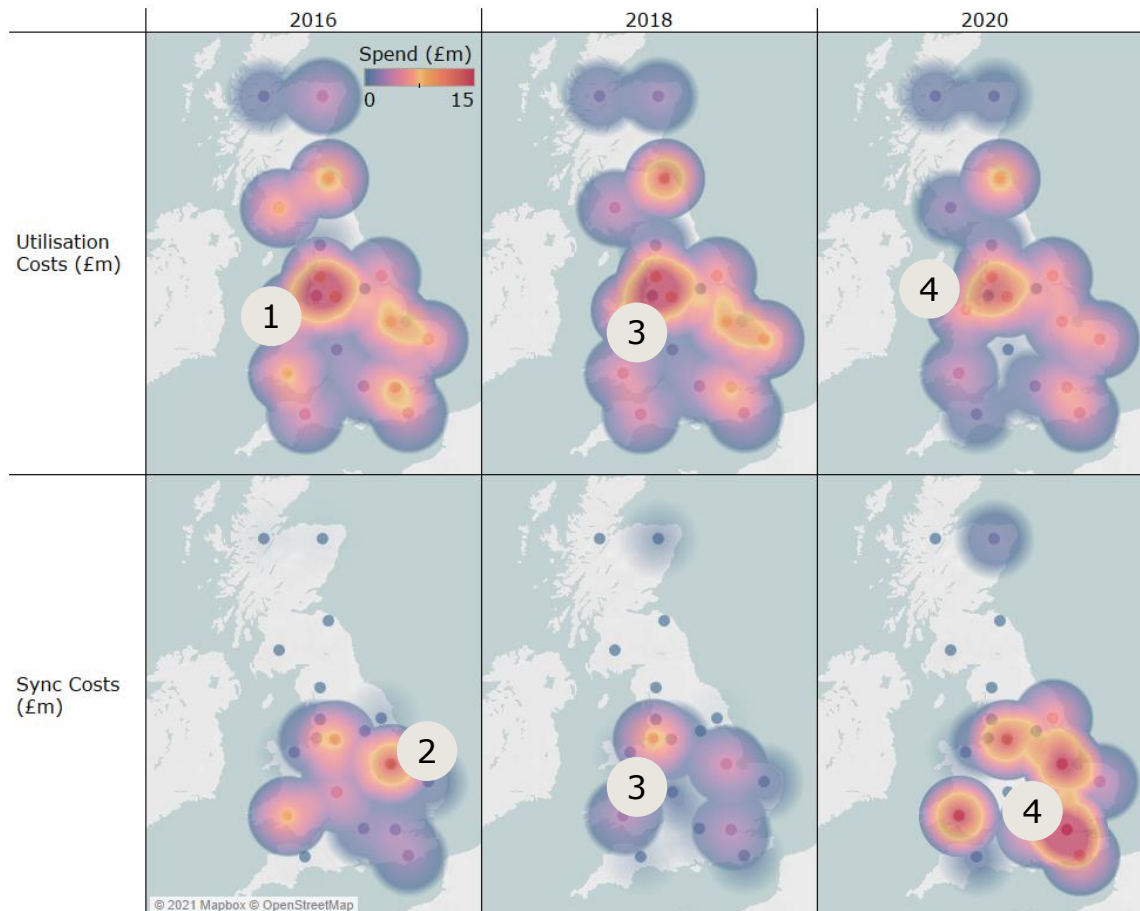 2016 2018 2020
Spend (£m)
0 15
Utilisation
Costs (£m)
1
3
4
Sync Costs
(£m)
2
3
4
© 2021 Mapbox © OpenStreetMap